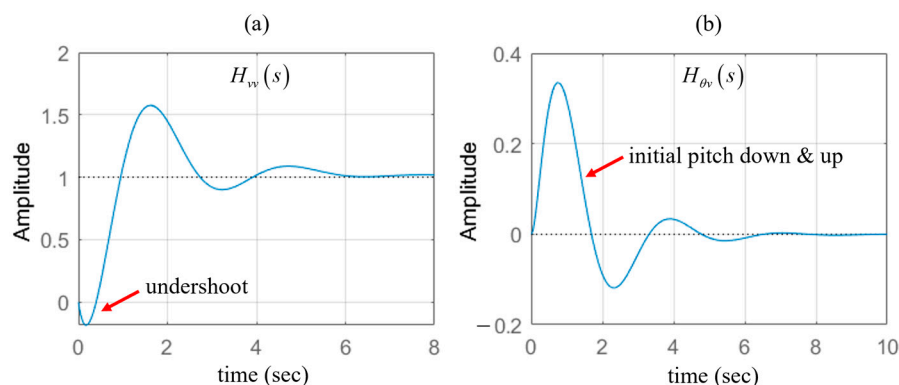 (a)
H_vv(s)
2
1.5
1
0.5
0
Amplitude
undershoot
0 2 4 6 8
time (sec)
(b)
H_θv(s)
0.4
0.2
0
−0.2
Amplitude
initial pitch down & up
0 2 4 6 8 10
time (sec)